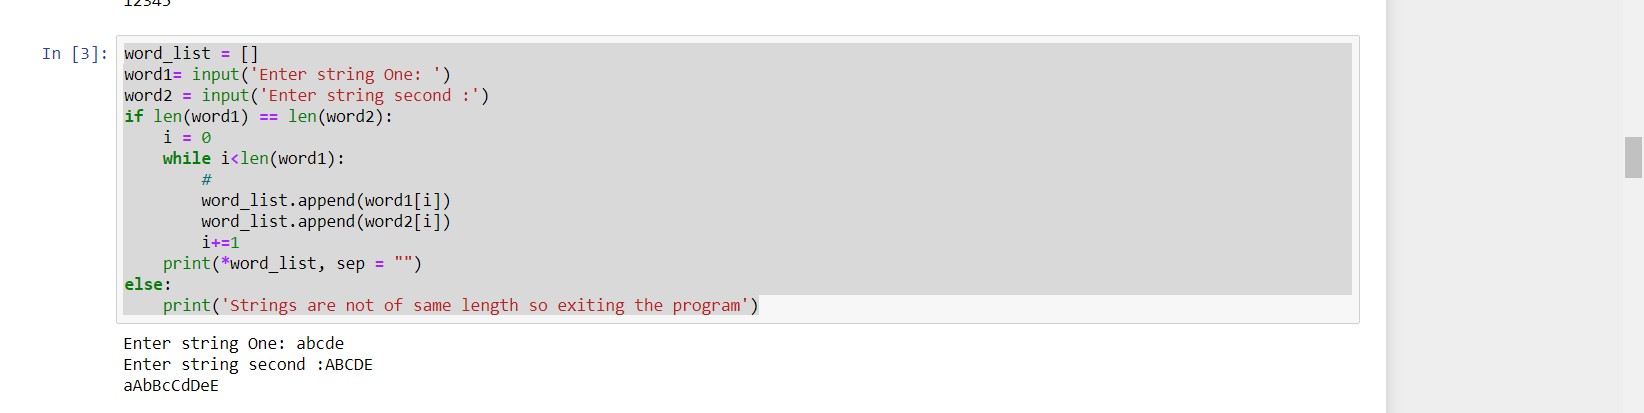 12345
In [3]:
word_list = []
word1= input('Enter string One: ')
word2 = input('Enter string second :')
if len(word1) == len(word2):
    i = 0
    while i<len(word1):
        #
        word_list.append(word1[i])
        word_list.append(word2[i])
        i+=1
    print(*word_list, sep = "")
else:
    print('Strings are not of same length so exiting the program')
Enter string One: abcde
Enter string second :ABCDE
aAbBcCdDeE